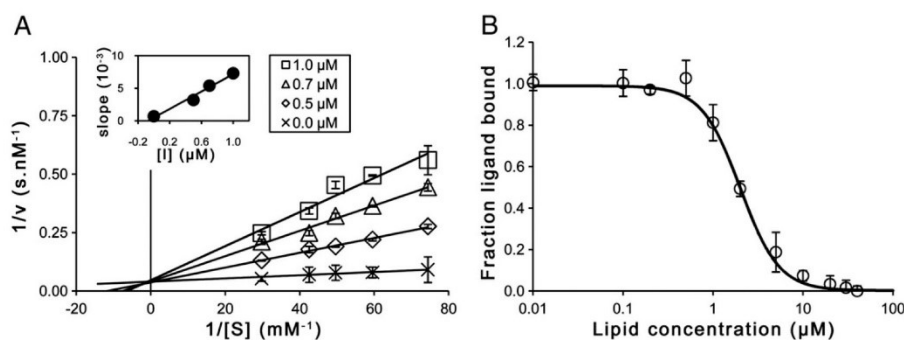 A
B
1/v (s.nM⁻¹)
1.00
0.75
0.50
0.25
0.00
-20
0
20
40
60
80
1/[S] (mM⁻¹)
slope (10⁻³)
10
5
0
-0.2
0.2
0.6
1.0
[I] (μM)
1.0 μM
0.7 μM
0.5 μM
0.0 μM
Fraction ligand bound
1.2
1.0
0.8
0.6
0.4
0.2
0.0
0.01
0.1
1
10
100
Lipid concentration (μM)